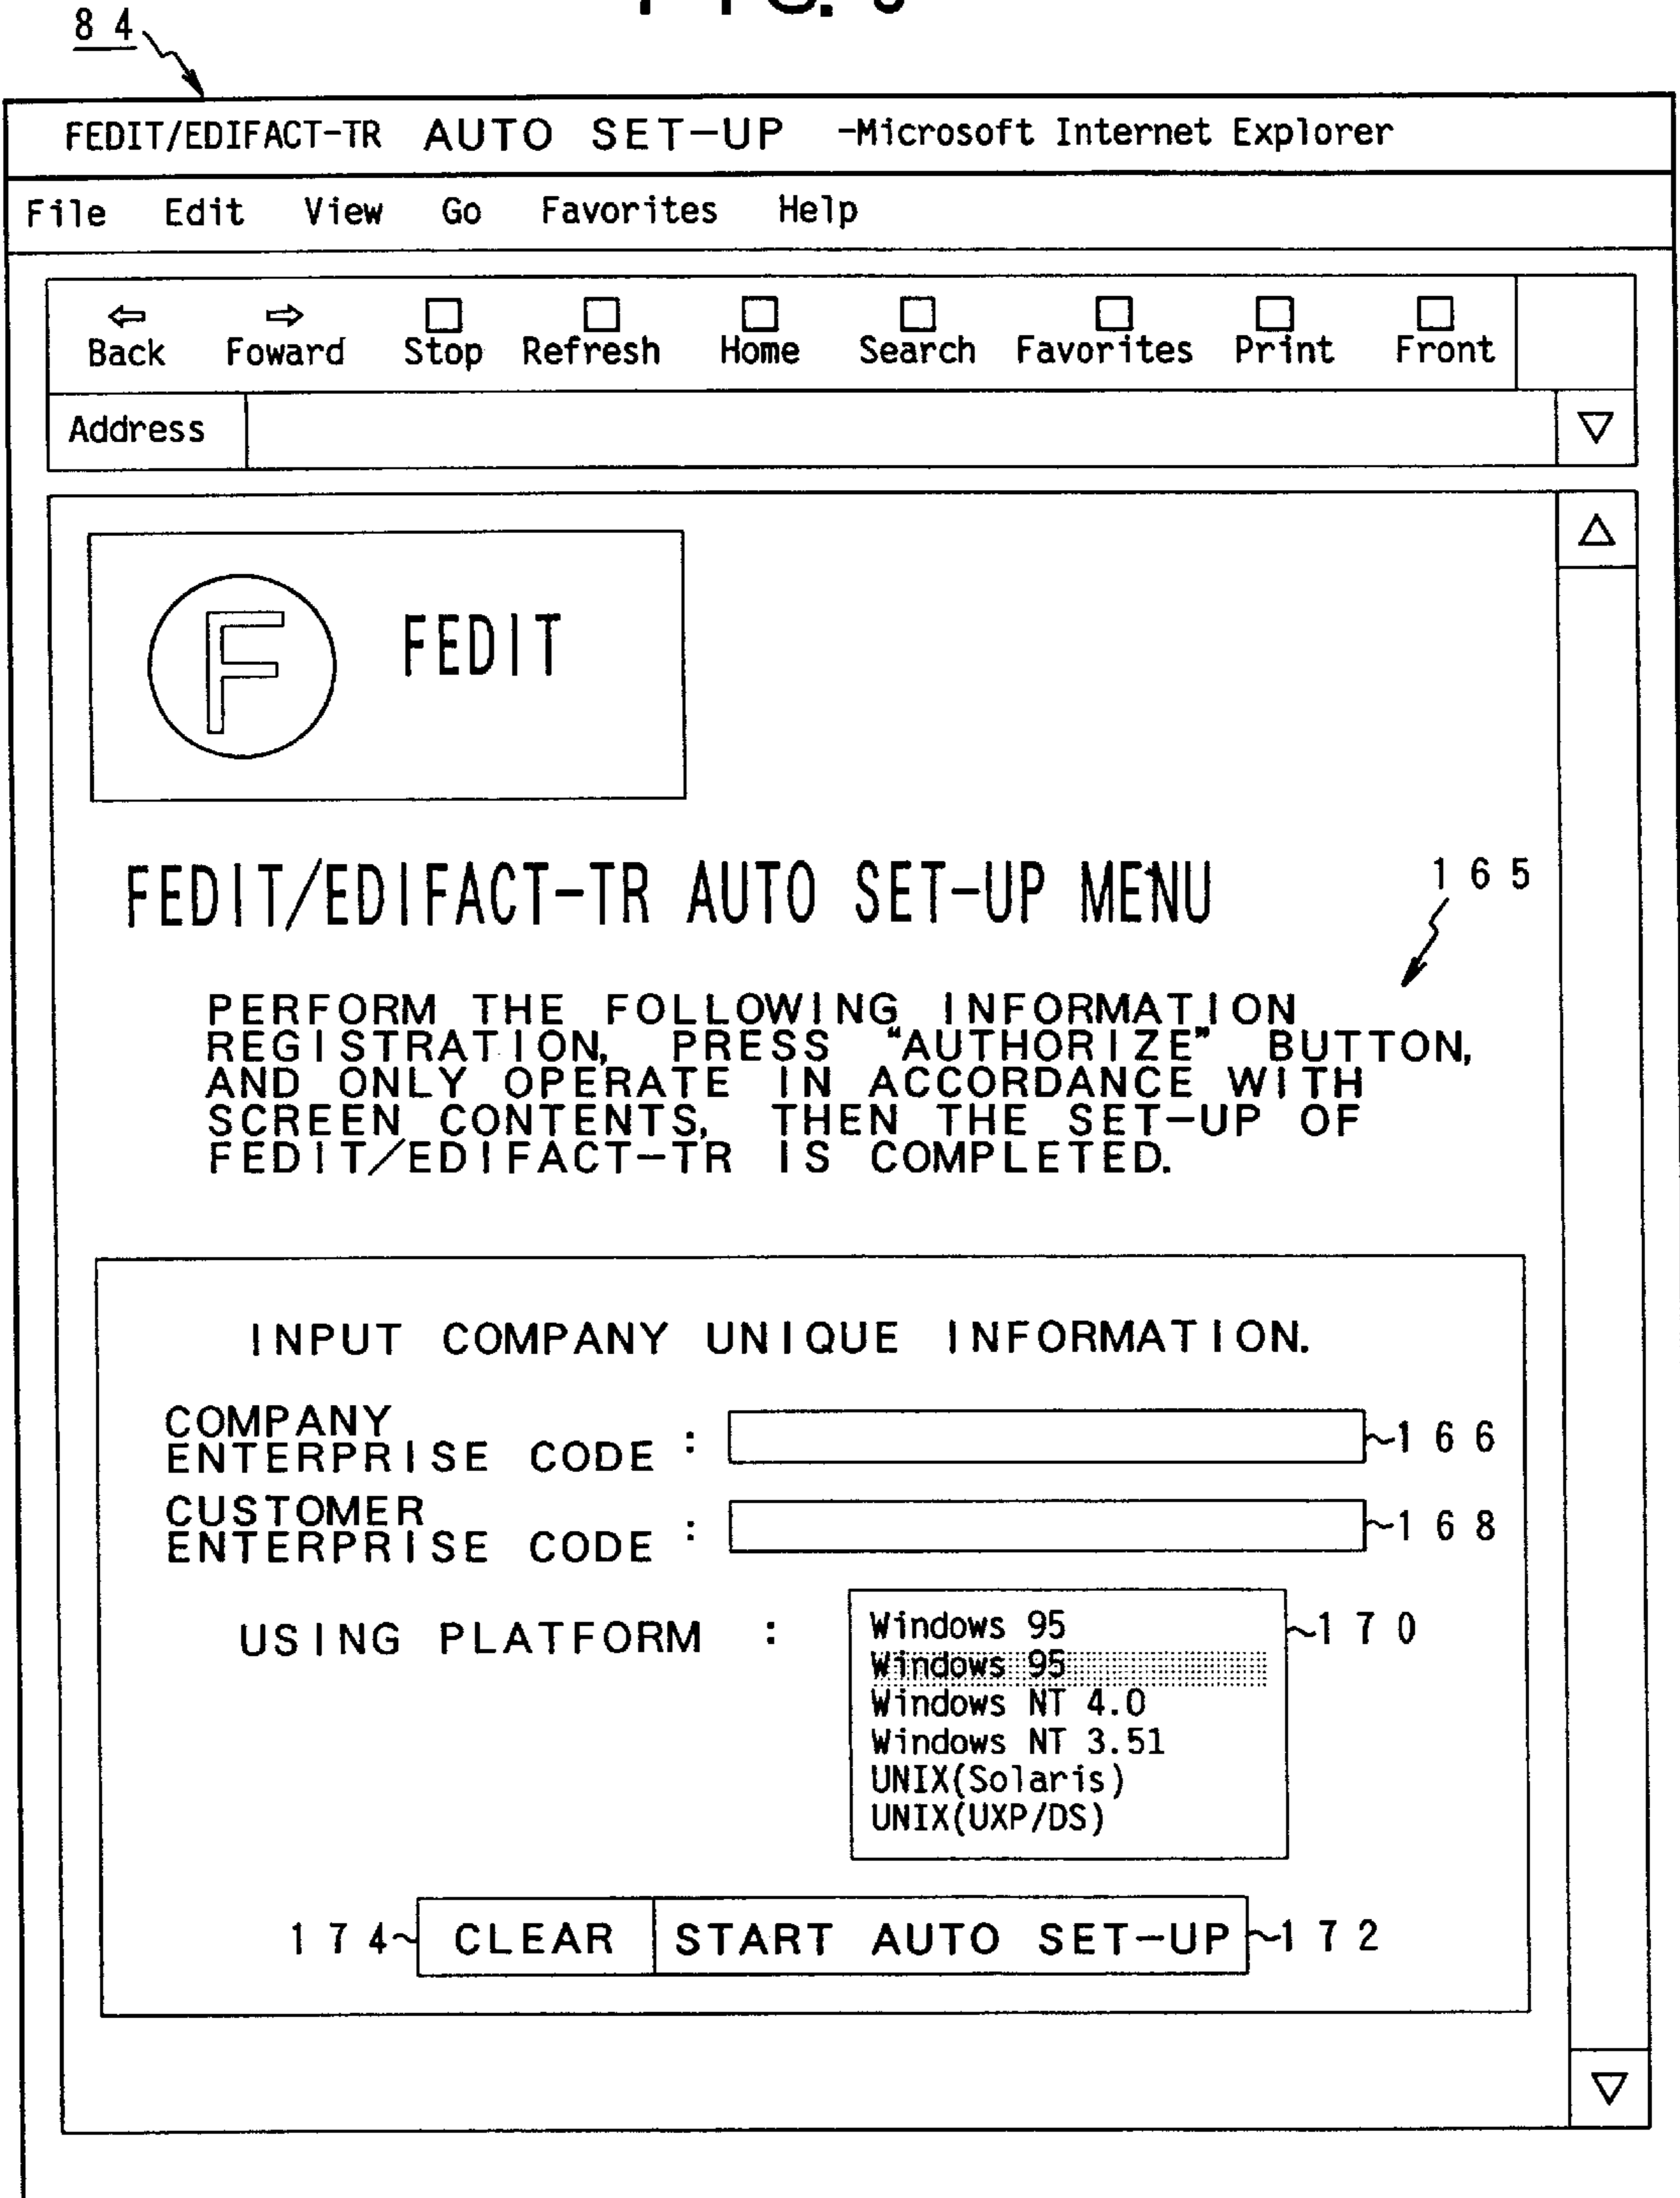 84
FEDIT/EDIFACT-TR AUTO SET-UP -Microsoft Internet Explorer
File Edit View Go Favorites Help
Back Foward Stop Refresh Home Search Favorites Print Front
Address
F FEDIT
FEDIT/EDIFACT-TR AUTO SET-UP MENU
165
PERFORM THE FOLLOWING INFORMATION
REGISTRATION, PRESS "AUTHORIZE" BUTTON,
AND ONLY OPERATE IN ACCORDANCE WITH
SCREEN CONTENTS, THEN THE SET-UP OF
FEDIT/EDIFACT-TR IS COMPLETED.
INPUT COMPANY UNIQUE INFORMATION.
COMPANY
ENTERPRISE CODE : 166
CUSTOMER
ENTERPRISE CODE : 168
USING PLATFORM : Windows 95 170
Windows 95
Windows NT 4.0
Windows NT 3.51
UNIX(Solaris)
UNIX(UXP/DS)
174 CLEAR START AUTO SET-UP 172